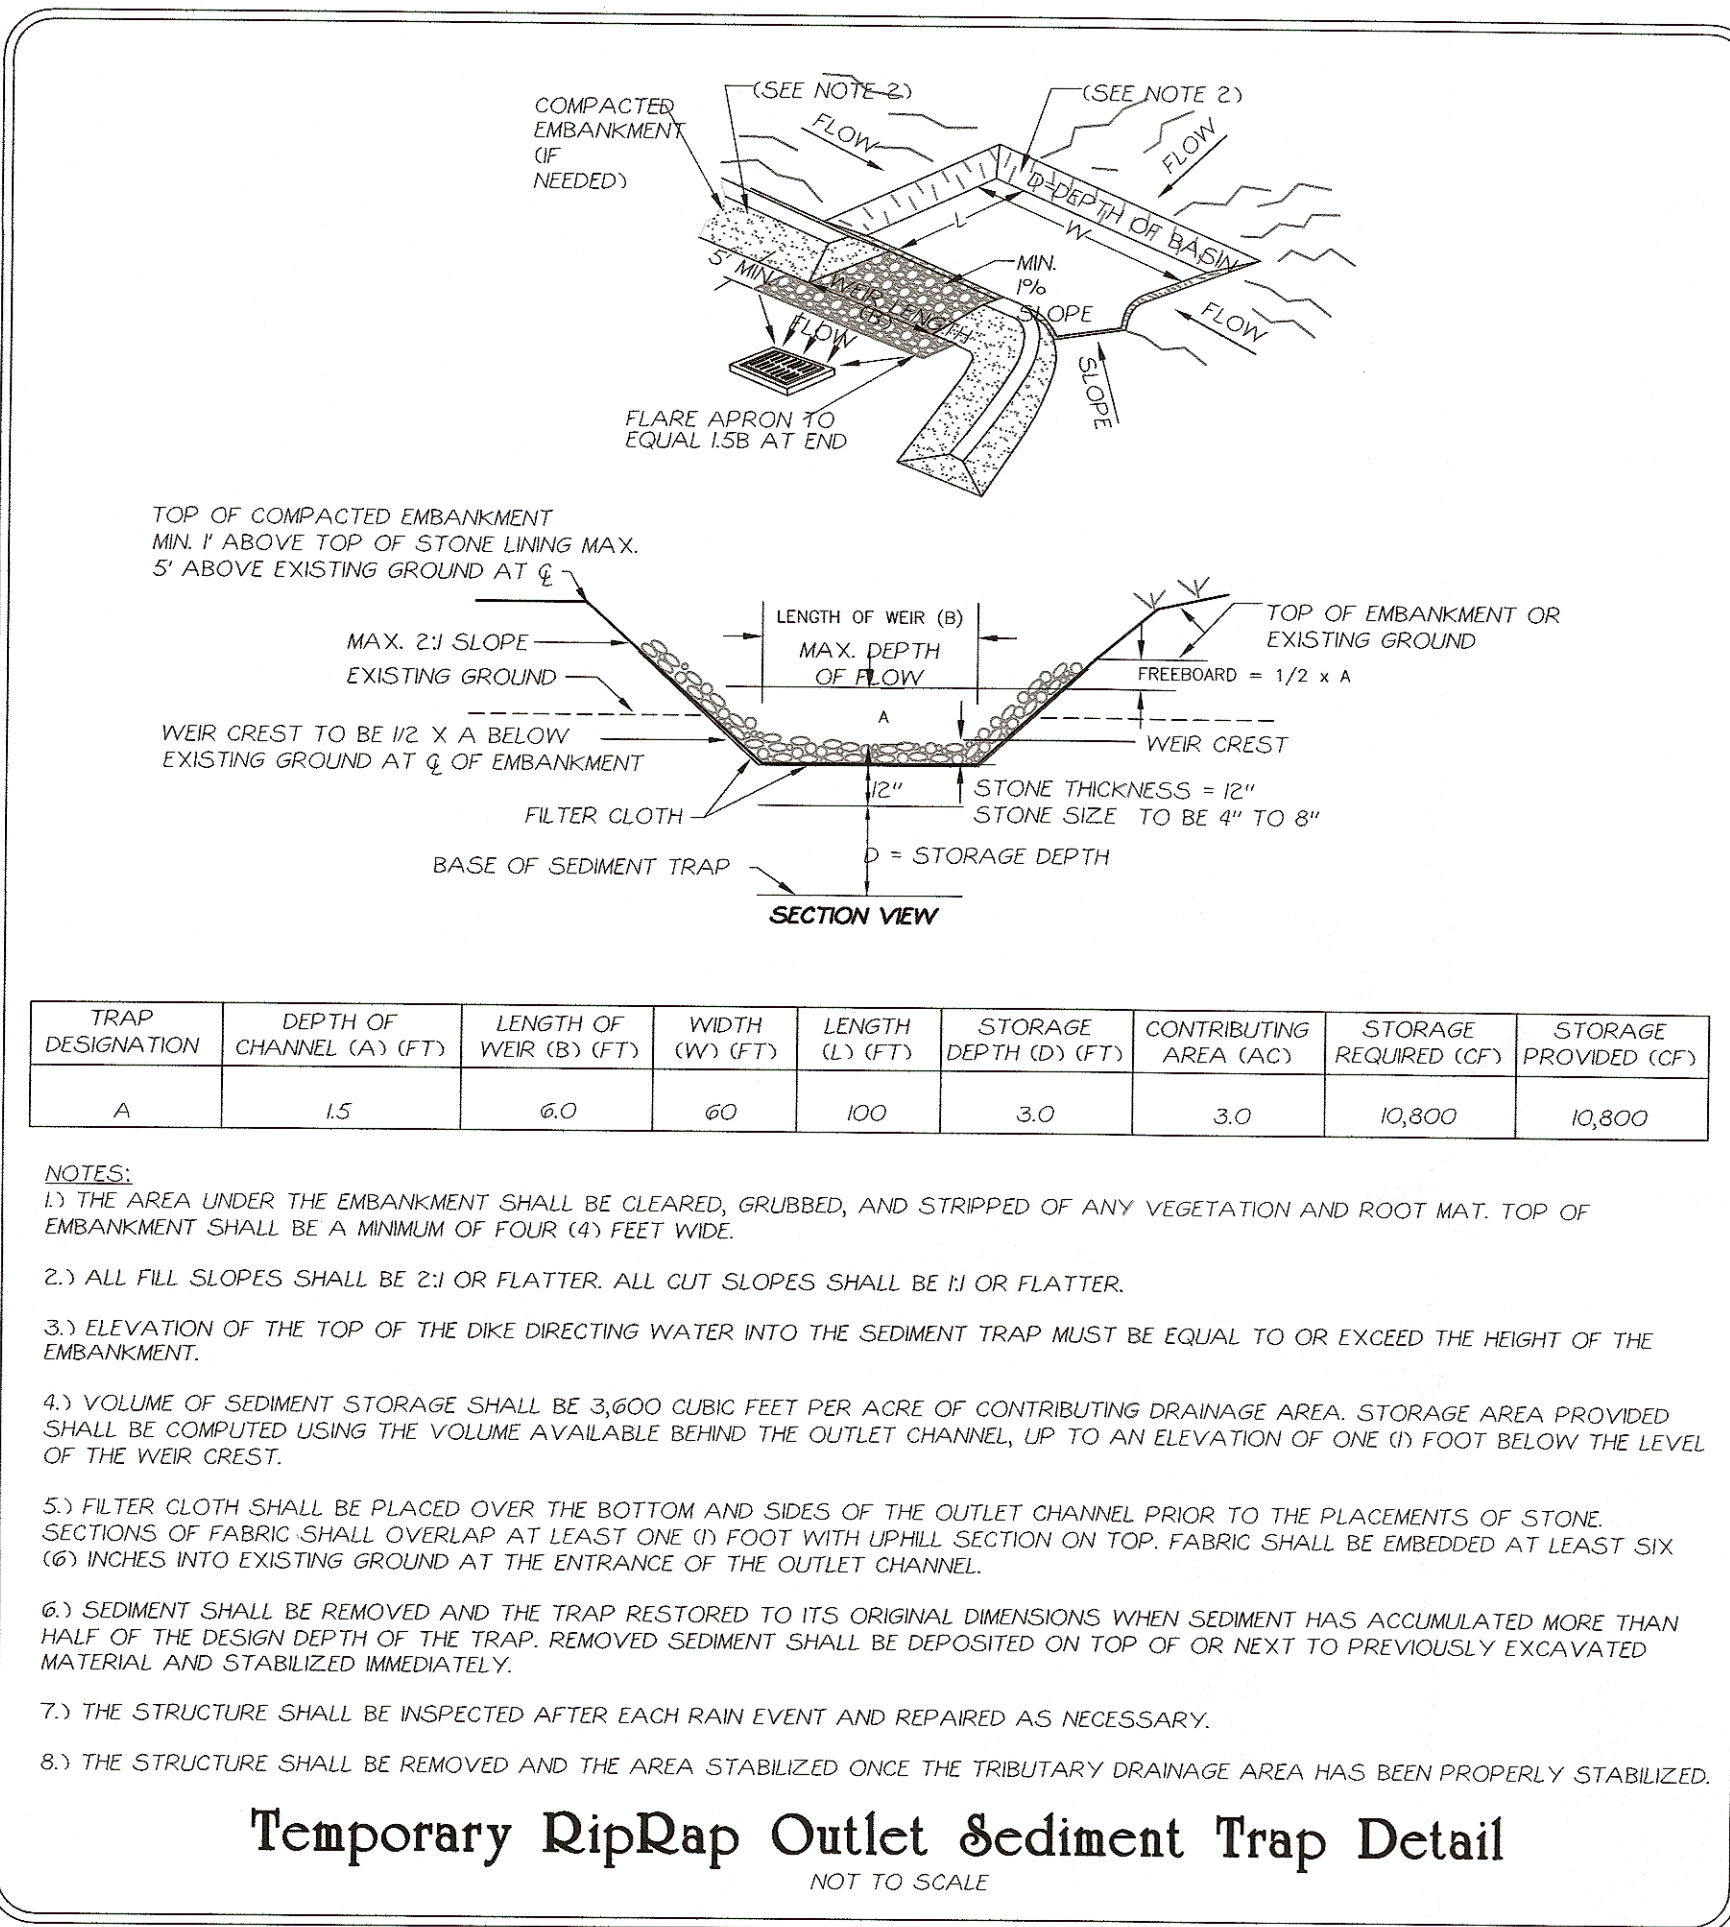 COMPACTED
EMBANKMENT
(IF
NEEDED)
(SEE NOTE 2)
(SEE NOTE 2)
FLOW
FLOW
D=DEPTH OF BASIN
L
W
5' MIN.
MIN.
1%
SLOPE
WEIR LENGTH
(B)
FLOW
FLOW
SLOPE
FLARE APRON TO
EQUAL 1.5B AT END
TOP OF COMPACTED EMBANKMENT
MIN. 1' ABOVE TOP OF STONE LINING MAX.
5' ABOVE EXISTING GROUND AT ℄
LENGTH OF WEIR (B)
MAX. DEPTH
OF FLOW
TOP OF EMBANKMENT OR
EXISTING GROUND
MAX. 2:1 SLOPE
EXISTING GROUND
FREEBOARD = 1/2 x A
A
WEIR CREST TO BE 1/2 X A BELOW
EXISTING GROUND AT ℄ OF EMBANKMENT
WEIR CREST
12"
STONE THICKNESS = 12"
STONE SIZE TO BE 4" TO 8"
FILTER CLOTH
D = STORAGE DEPTH
BASE OF SEDIMENT TRAP
SECTION VIEW
TRAP DESIGNATION | DEPTH OF CHANNEL (A) (FT) | LENGTH OF WEIR (B) (FT) | WIDTH (W) (FT) | LENGTH (L) (FT) | STORAGE DEPTH (D) (FT) | CONTRIBUTING AREA (AC) | STORAGE REQUIRED (CF) | STORAGE PROVIDED (CF)
A | 1.5 | 6.0 | 60 | 100 | 3.0 | 3.0 | 10,800 | 10,800
NOTES:
1.) THE AREA UNDER THE EMBANKMENT SHALL BE CLEARED, GRUBBED, AND STRIPPED OF ANY VEGETATION AND ROOT MAT. TOP OF
EMBANKMENT SHALL BE A MINIMUM OF FOUR (4) FEET WIDE.
2.) ALL FILL SLOPES SHALL BE 2:1 OR FLATTER. ALL CUT SLOPES SHALL BE 1:1 OR FLATTER.
3.) ELEVATION OF THE TOP OF THE DIKE DIRECTING WATER INTO THE SEDIMENT TRAP MUST BE EQUAL TO OR EXCEED THE HEIGHT OF THE
EMBANKMENT.
4.) VOLUME OF SEDIMENT STORAGE SHALL BE 3,600 CUBIC FEET PER ACRE OF CONTRIBUTING DRAINAGE AREA. STORAGE AREA PROVIDED
SHALL BE COMPUTED USING THE VOLUME AVAILABLE BEHIND THE OUTLET CHANNEL, UP TO AN ELEVATION OF ONE (1) FOOT BELOW THE LEVEL
OF THE WEIR CREST.
5.) FILTER CLOTH SHALL BE PLACED OVER THE BOTTOM AND SIDES OF THE OUTLET CHANNEL PRIOR TO THE PLACEMENTS OF STONE.
SECTIONS OF FABRIC SHALL OVERLAP AT LEAST ONE (1) FOOT WITH UPHILL SECTION ON TOP. FABRIC SHALL BE EMBEDDED AT LEAST SIX
(6) INCHES INTO EXISTING GROUND AT THE ENTRANCE OF THE OUTLET CHANNEL.
6.) SEDIMENT SHALL BE REMOVED AND THE TRAP RESTORED TO ITS ORIGINAL DIMENSIONS WHEN SEDIMENT HAS ACCUMULATED MORE THAN
HALF OF THE DESIGN DEPTH OF THE TRAP. REMOVED SEDIMENT SHALL BE DEPOSITED ON TOP OF OR NEXT TO PREVIOUSLY EXCAVATED
MATERIAL AND STABILIZED IMMEDIATELY.
7.) THE STRUCTURE SHALL BE INSPECTED AFTER EACH RAIN EVENT AND REPAIRED AS NECESSARY.
8.) THE STRUCTURE SHALL BE REMOVED AND THE AREA STABILIZED ONCE THE TRIBUTARY DRAINAGE AREA HAS BEEN PROPERLY STABILIZED.
Temporary RipRap Outlet Sediment Trap Detail
NOT TO SCALE